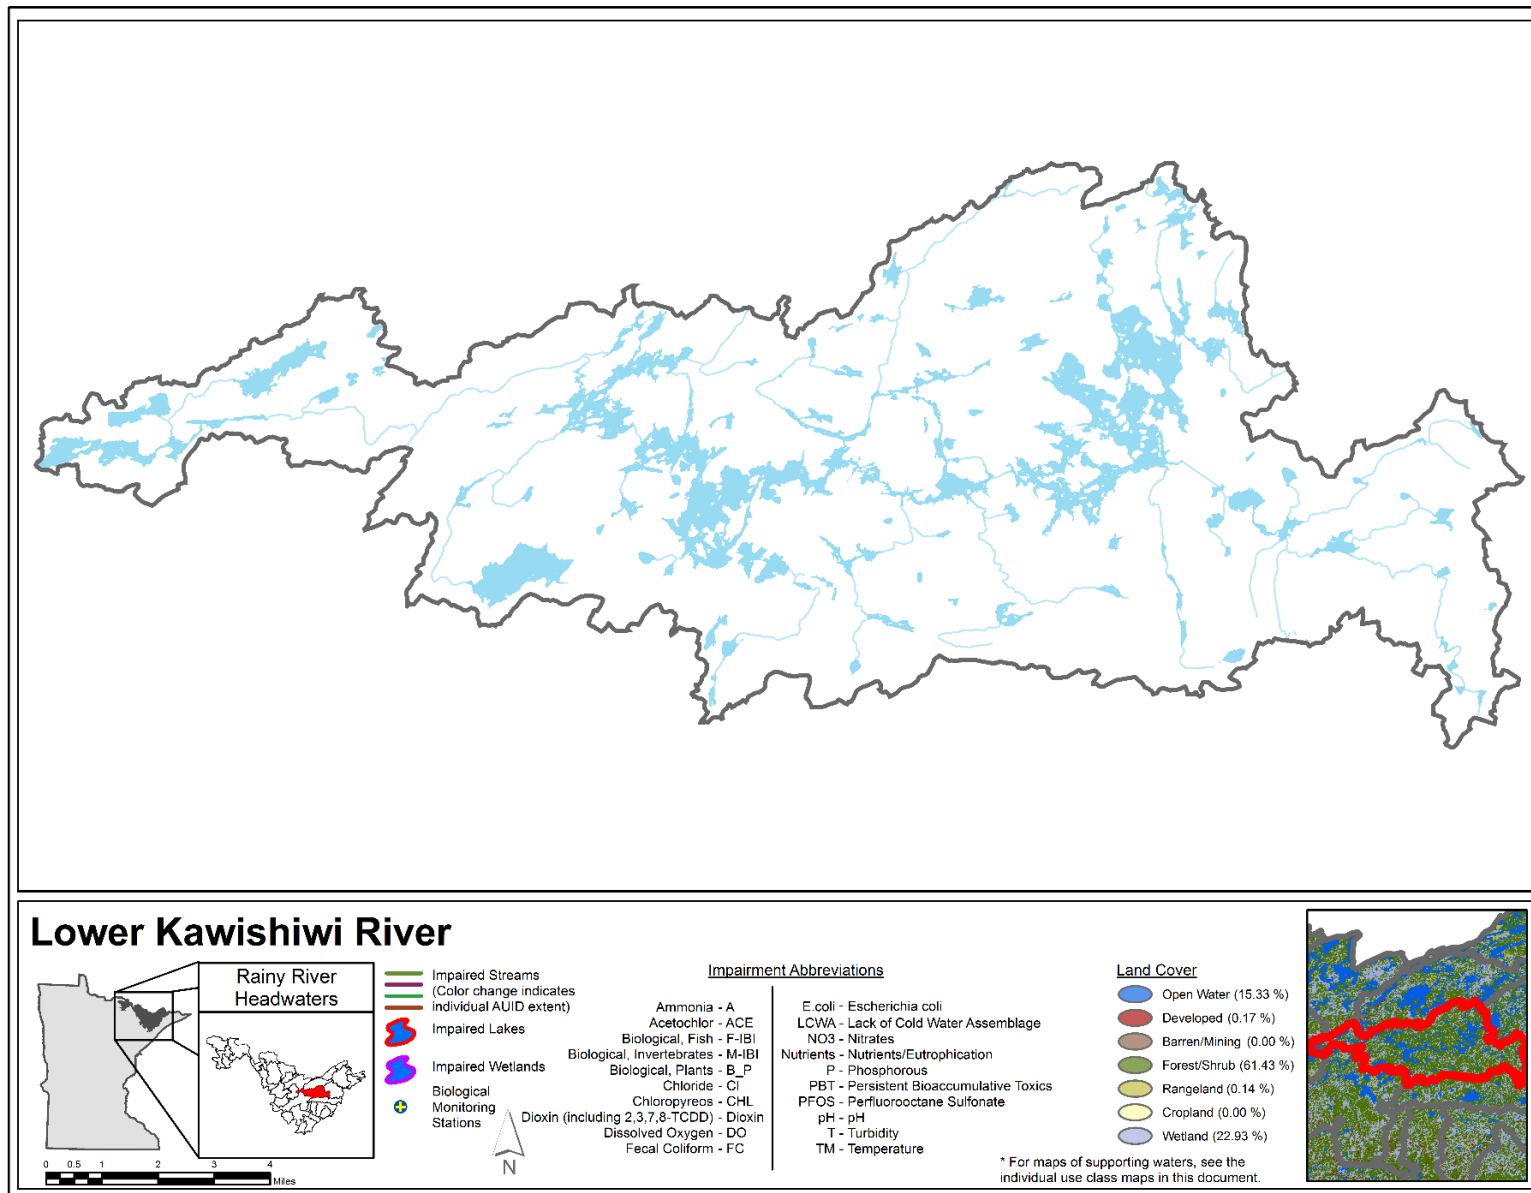 Lower Kawishiwi River
Rainy River
Headwaters
0 0.5 1 2 3 4
Miles
Impaired Streams
(Color change indicates
individual AUID extent)
Impaired Lakes
Impaired Wetlands
Biological
Monitoring
Stations
N
Impairment Abbreviations
Ammonia - A
Acetochlor - ACE
Biological, Fish - F-IBI
Biological, Invertebrates - M-IBI
Biological, Plants - B_P
Chloride - Cl
Chloropyreos - CHL
Dioxin (including 2,3,7,8-TCDD) - Dioxin
Dissolved Oxygen - DO
Fecal Coliform - FC
E.coli - Escherichia coli
LCWA - Lack of Cold Water Assemblage
NO3 - Nitrates
Nutrients - Nutrients/Eutrophication
P - Phosphorous
PBT - Persistent Bioaccumulative Toxics
PFOS - Perfluorooctane Sulfonate
pH - pH
T - Turbidity
TM - Temperature
Land Cover
Open Water (15.33 %)
Developed (0.17 %)
Barren/Mining (0.00 %)
Forest/Shrub (61.43 %)
Rangeland (0.14 %)
Cropland (0.00 %)
Wetland (22.93 %)
* For maps of supporting waters, see the
individual use class maps in this document.